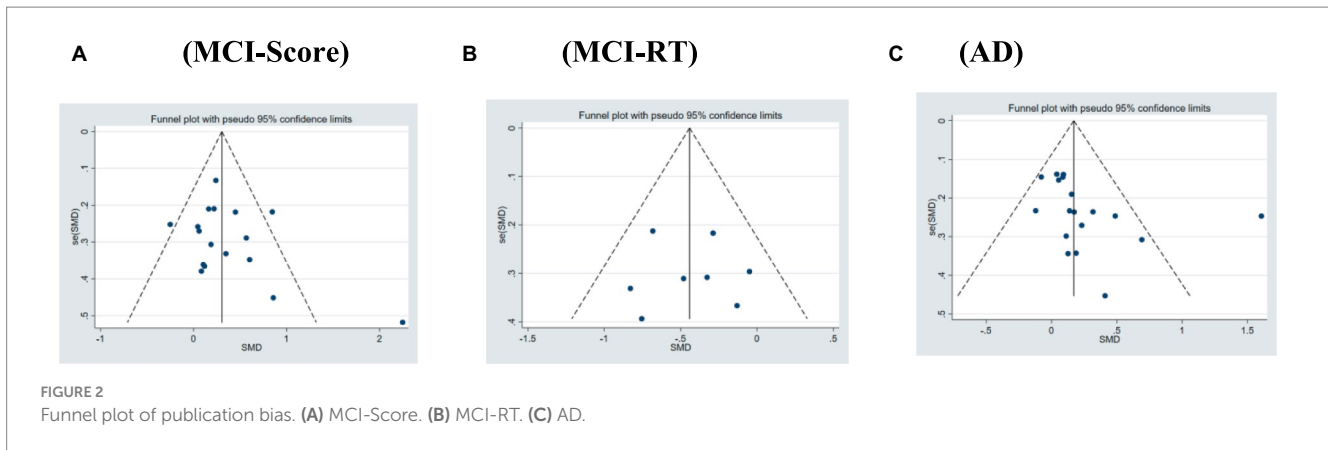 A (MCI-Score)
B (MCI-RT)
C (AD)
Funnel plot with pseudo 95% confidence limits
se(SMD)
0
.1
.2
.3
.4
.5
-1
0
1
2
SMD
Funnel plot with pseudo 95% confidence limits
se(SMD)
0
.1
.2
.3
.4
-1.5
-1
-.5
0
.5
SMD
Funnel plot with pseudo 95% confidence limits
se(SMD)
0
.1
.2
.3
.4
.5
-.5
0
.5
1
1.5
SMD
FIGURE 2
Funnel plot of publication bias. (A) MCI-Score. (B) MCI-RT. (C) AD.